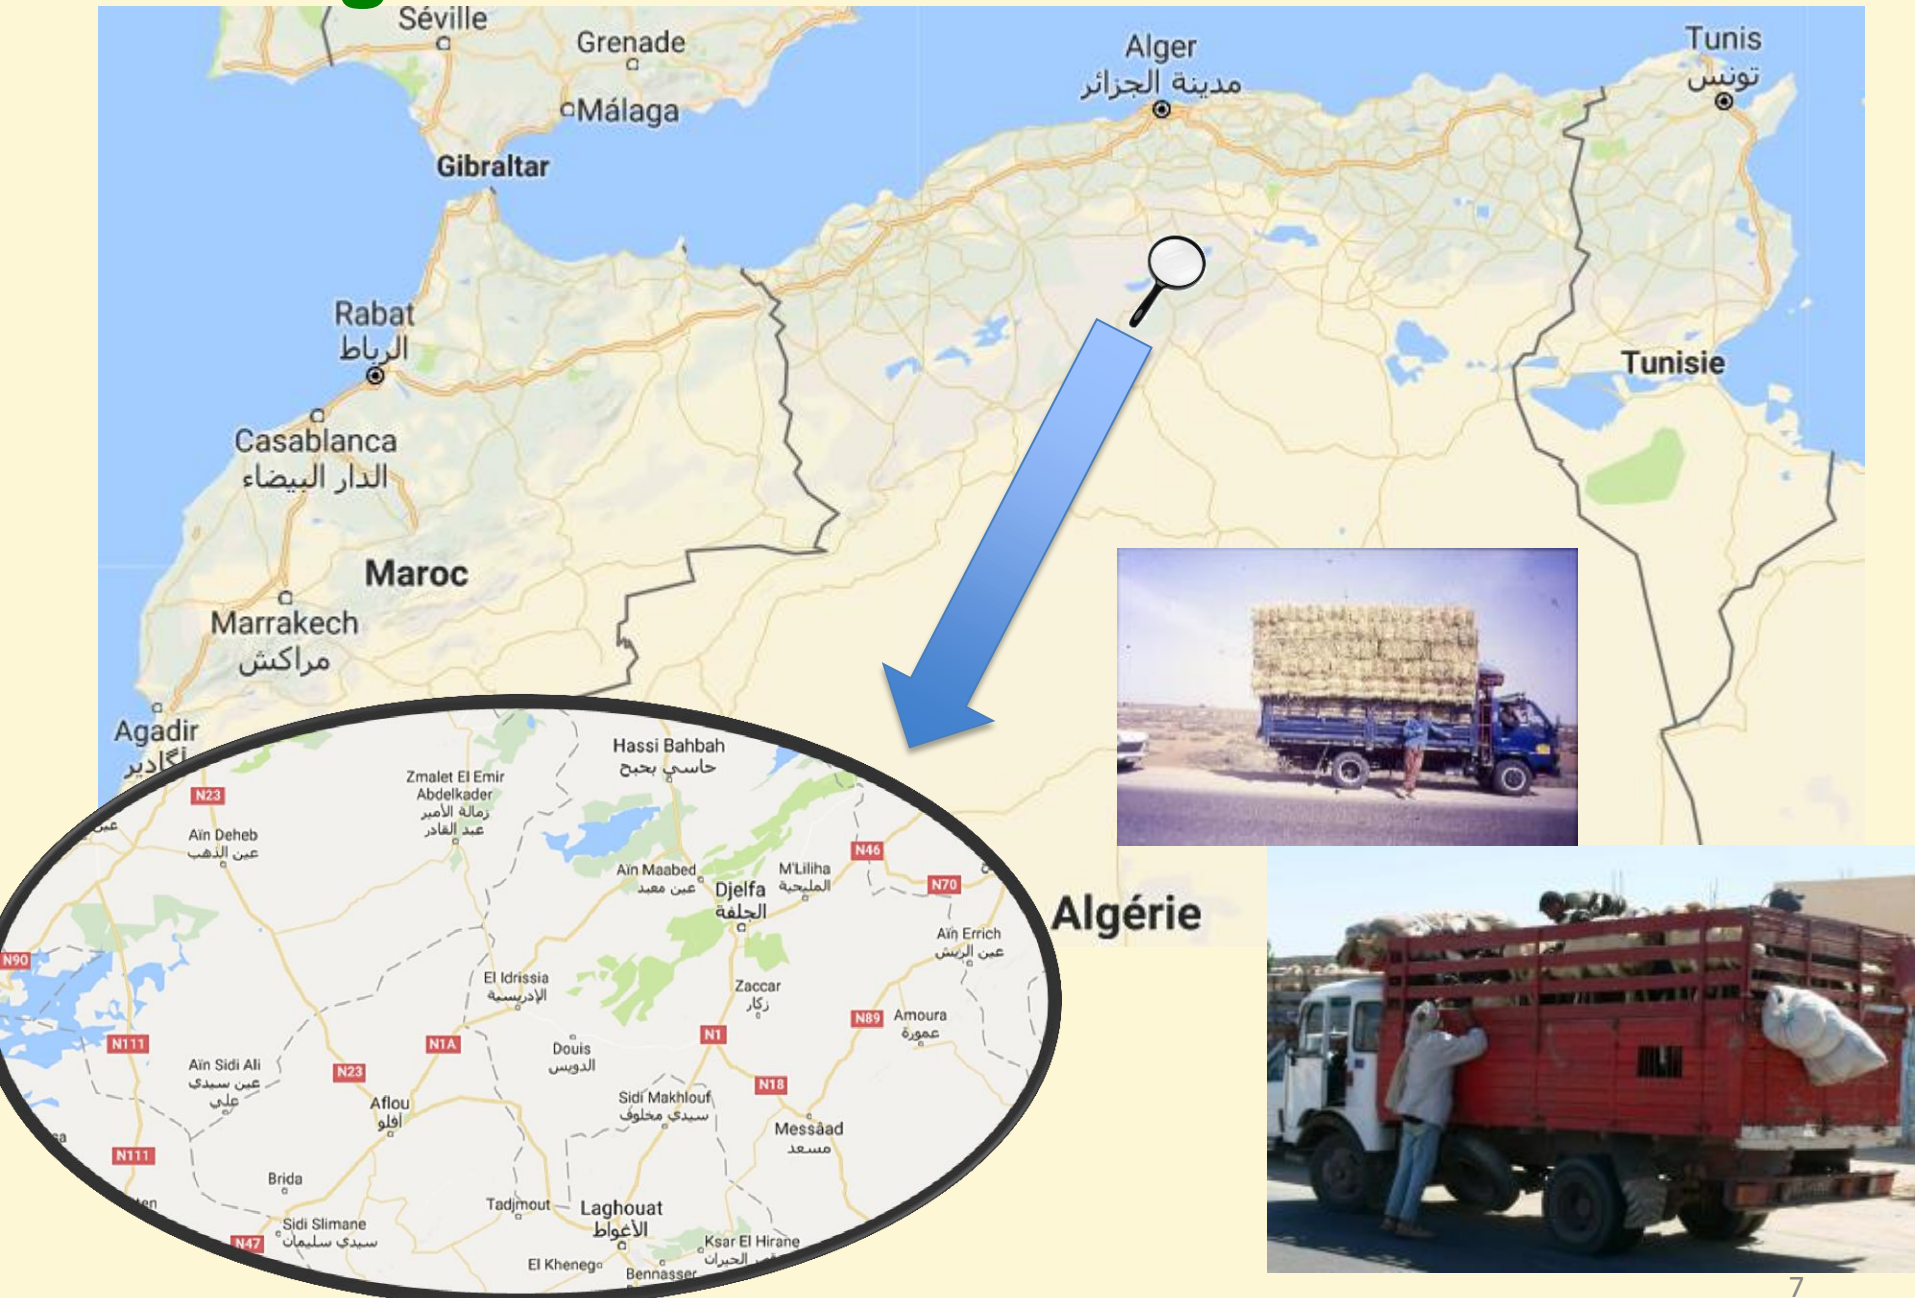 Séville
Grenade
Málaga
Gibraltar
Alger
مدينة الجزائر
Tunis
تونس
Rabat
الرباط
Casablanca
الدار البيضاء
Maroc
Marrakech
مراكش
Agadir
أكادير
Tunisie
Algérie
Hassi Bahbah
حاسي بحبح
Zmalet El Emir
Abdelkader
زمالة الأمير
عبد القادر
N23
Aïn Deheb
عين الذهب
Aïn Maabed
عين معبد
Djelfa
الجلفة
M'Liliha
المليحية
N46
N70
Aïn Errich
عين الريش
N90
El Idrissia
الإدريسية
Zaccar
زكار
N89
Amoura
عمورة
N111
N1A
N1
Douis
الدويس
Aïn Sidi Ali
عين سيدي
علي
N23
Aflou
أفلو
N18
Sidi Makhlouf
سيدي مخلوف
Messâad
مسعد
N111
Brida
Tadjmout
Laghouat
الأغواط
Sidi Slimane
سيدي سليمان
N47
Ksar El Hirane
قصر الحيران
El Kheneg
Bennasser
7